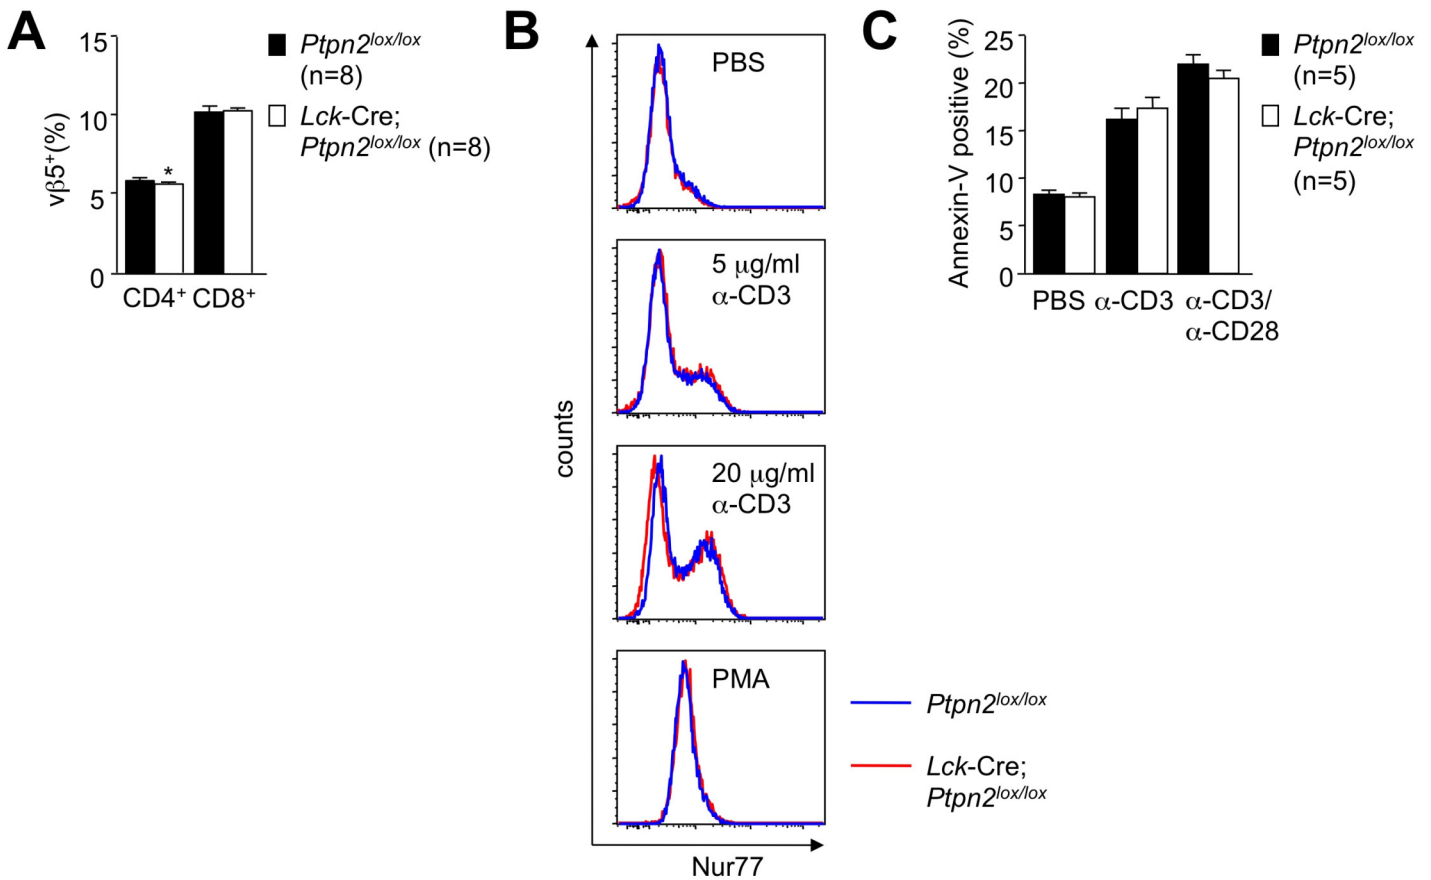 A
vβ5⁺(%)
15
10
5
0
CD4⁺ CD8⁺
*
Ptpn2lox/lox
(n=8)
Lck-Cre;
Ptpn2lox/lox (n=8)
B
counts
PBS
5 μg/ml
α-CD3
20 μg/ml
α-CD3
PMA
Nur77
Ptpn2lox/lox
Lck-Cre;
Ptpn2lox/lox
C
Annexin-V positive (%)
25
20
15
10
5
0
PBS α-CD3 α-CD3/
α-CD28
Ptpn2lox/lox
(n=5)
Lck-Cre;
Ptpn2lox/lox
(n=5)